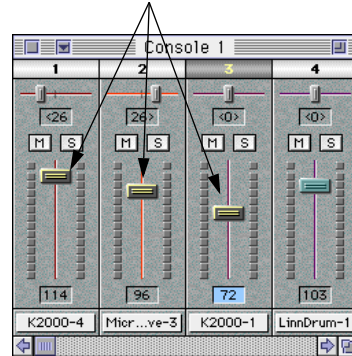 Console 1
1 2 3 4
<26 26> <0> <0>
M S M S M S M S
114 96 72 103
K2000-4 Micr...ve-3 K2000-1 LinnDrum-1